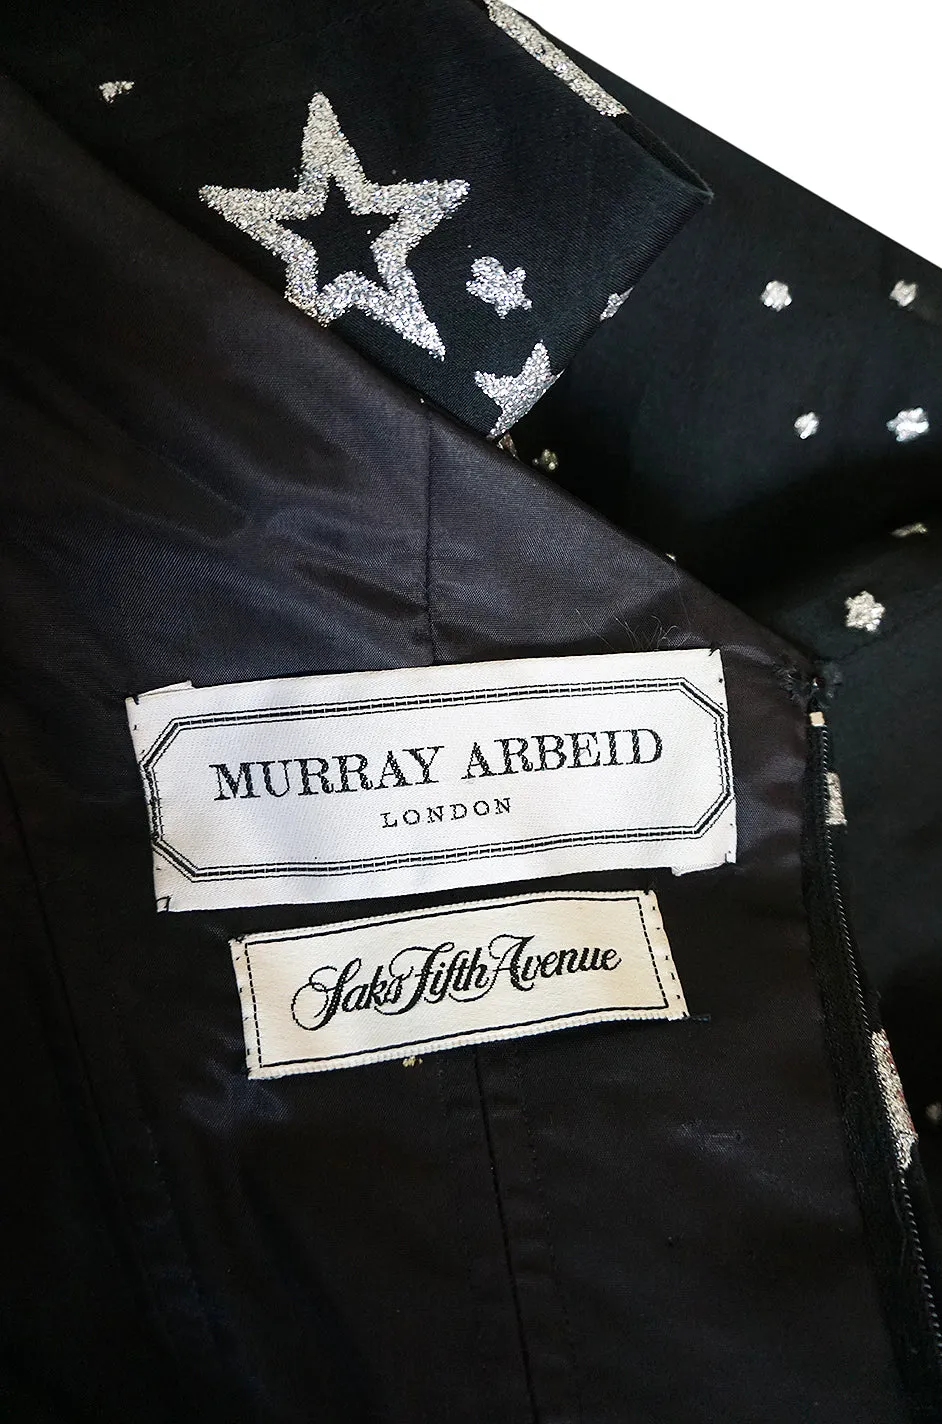 MURRAY ARBEID
LONDON
Saks Fifth Avenue